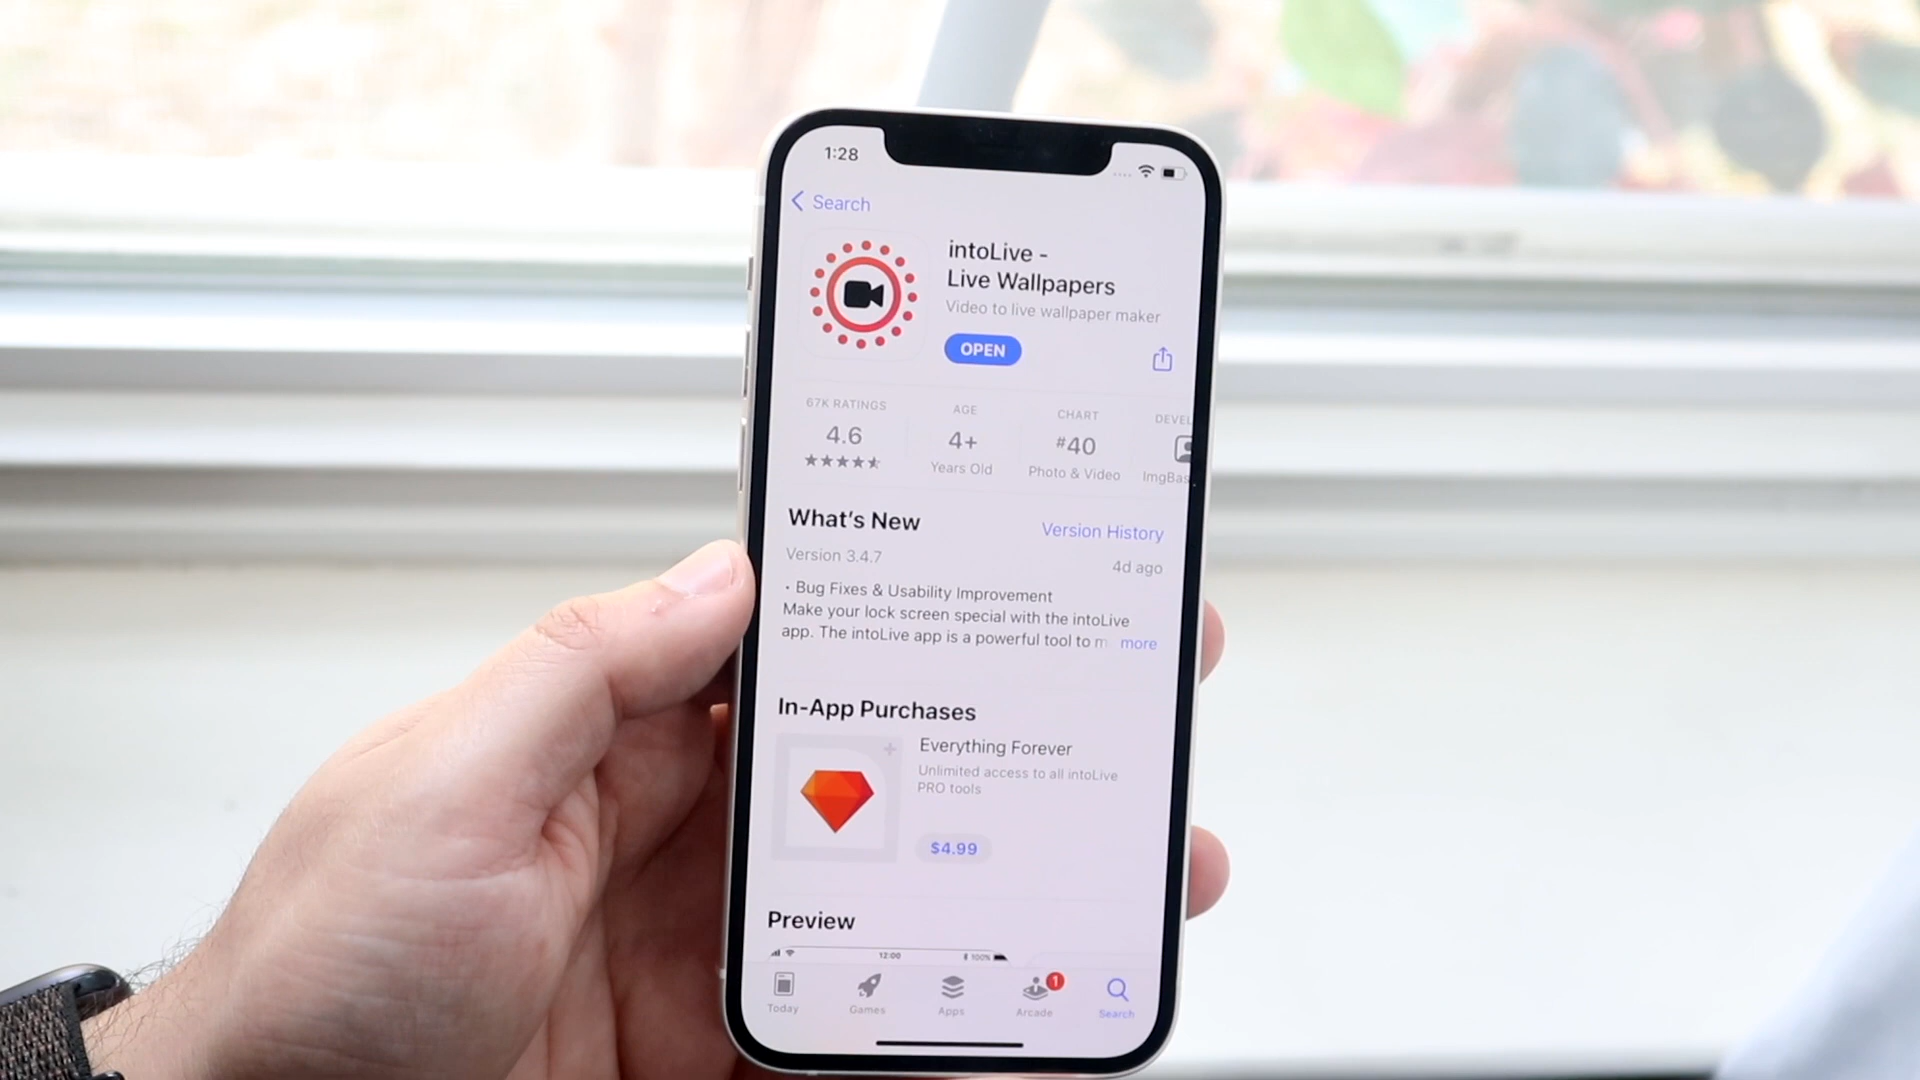 1:28
Search
intoLive -
Live Wallpapers
Video to live wallpaper maker
OPEN
67K RATINGS
4.6
AGE
4+
Years Old
CHART
#40
Photo & Video
DEVEL
ImgBas
What's New
Version History
Version 3.4.7
4d ago
• Bug Fixes & Usability Improvement
Make your lock screen special with the intoLive
app. The intoLive app is a powerful tool to m more
In-App Purchases
Everything Forever
Unlimited access to all intoLive
PRO tools
$4.99
Preview
12:00
100%
Today
Games
Apps
1
Arcade
Search